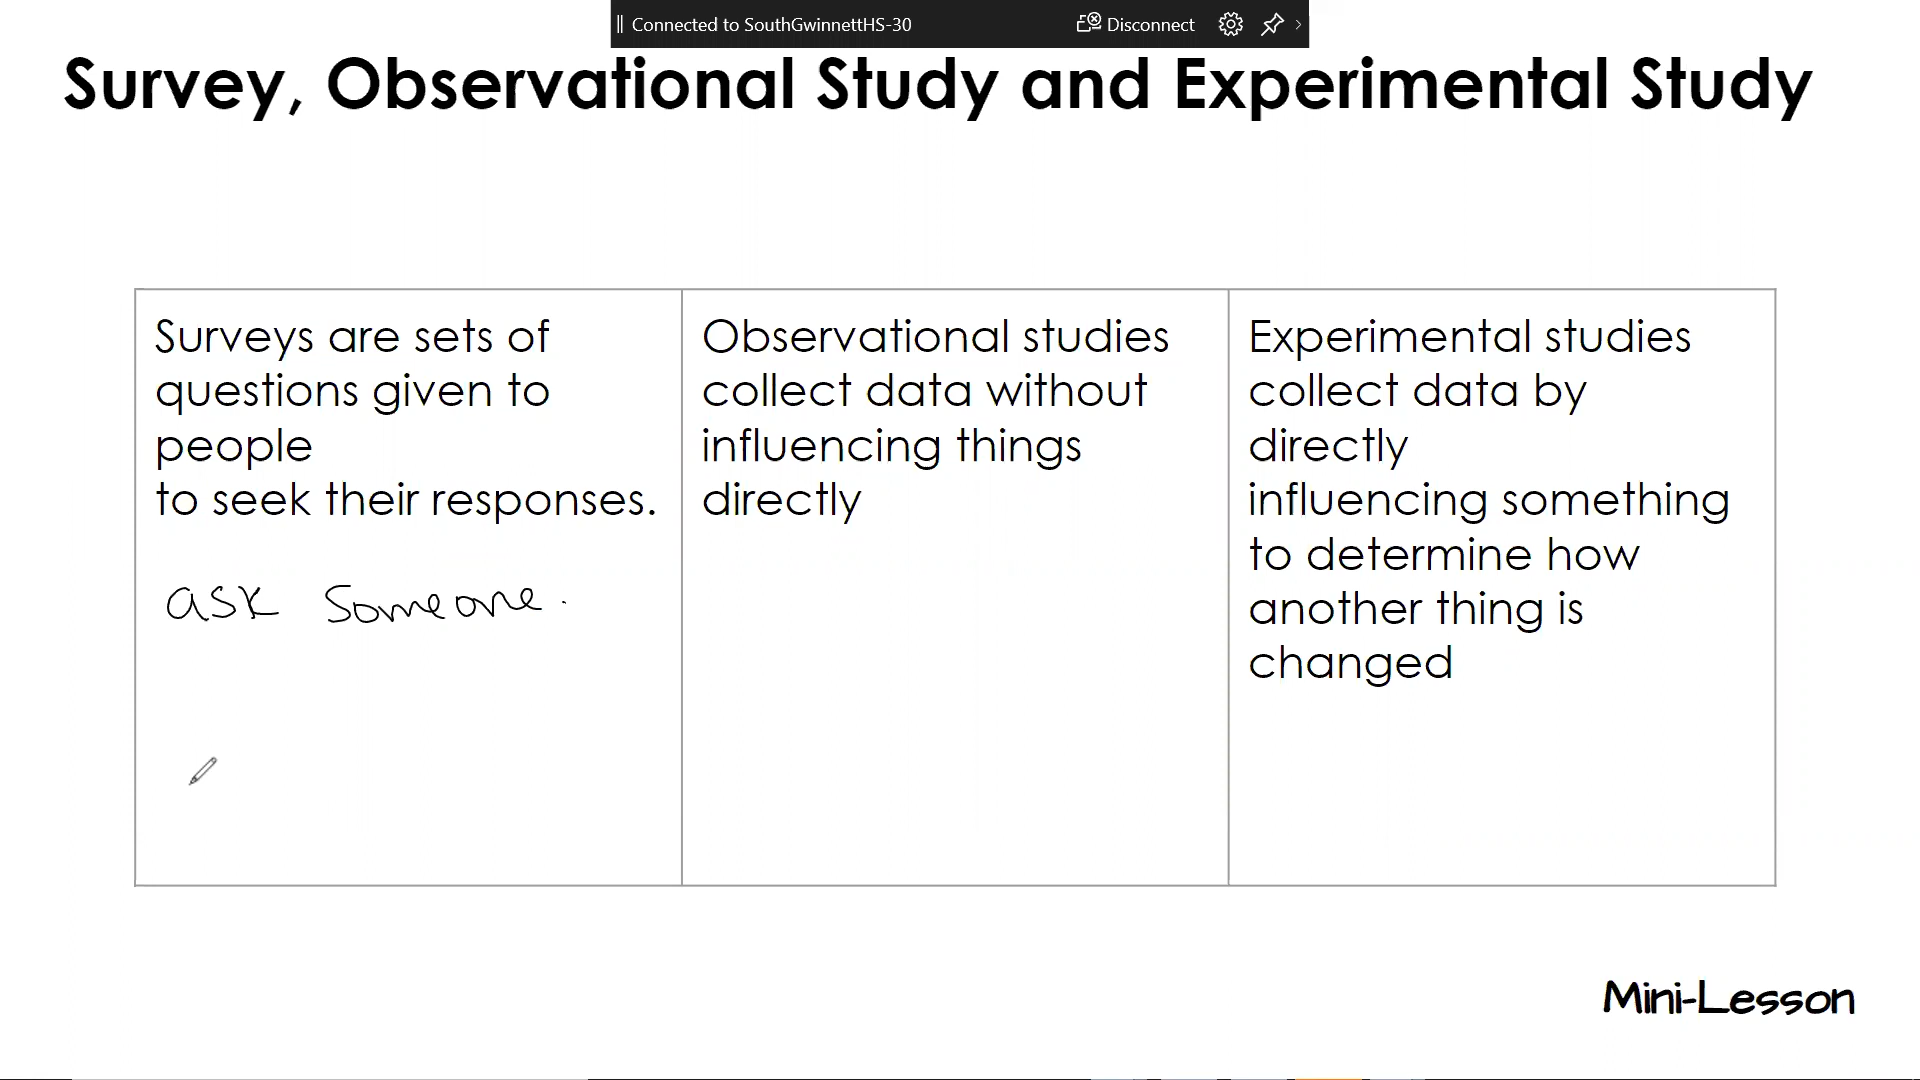 Connected to SouthGwinnettHS-30
Disconnect
Survey, Observational Study and Experimental Study
Surveys are sets of
questions given to
people
to seek their responses.
ask someone.
Observational studies
collect data without
influencing things
directly
Experimental studies
collect data by
directly
influencing something
to determine how
another thing is
changed
Mini-Lesson